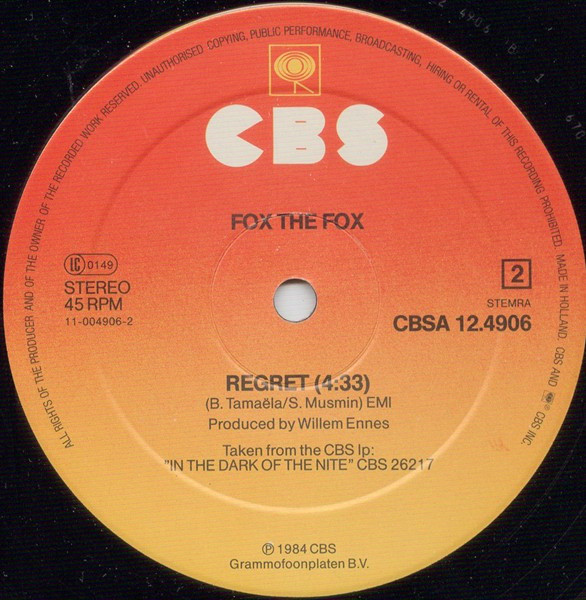 ALL RIGHTS OF THE PRODUCER AND OF THE OWNER OF THE RECORDED WORK RESERVED. UNAUTHORISED COPYING, PUBLIC PERFORMANCE, BROADCASTING, HIRING OR RENTAL OF THIS RECORDING PROHIBITED. MADE IN HOLLAND. CBS AND CBS INC.
CBS
FOX THE FOX
LC 0149
STEREO
45 RPM
11-004906-2
2
STEMRA
CBSA 12.4906
REGRET (4:33)
(B. Tamaëla/S. Musmin) EMI
Produced by Willem Ennes
Taken from the CBS lp:
"IN THE DARK OF THE NITE" CBS 26217
℗ 1984 CBS
Grammofoonplaten B.V.